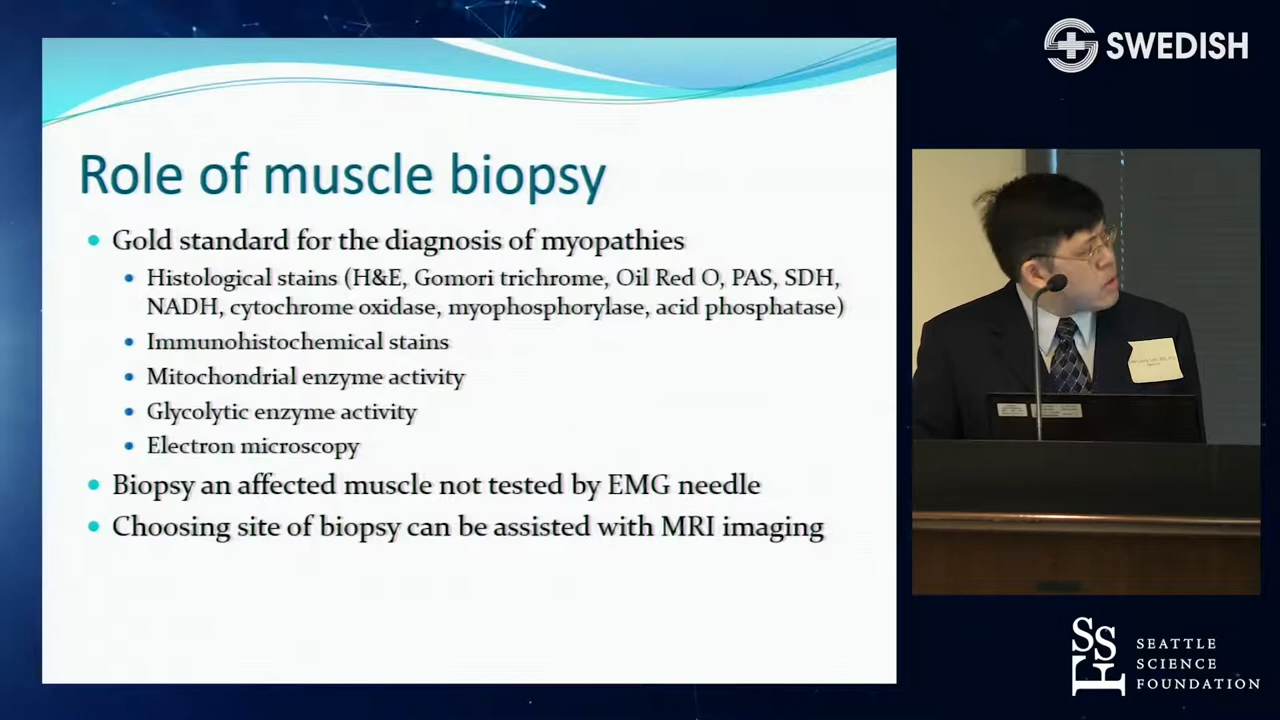 SWEDISH
Role of muscle biopsy
Gold standard for the diagnosis of myopathies
Histological stains (H&E, Gomori trichrome, Oil Red O, PAS, SDH,
NADH, cytochrome oxidase, myophosphorylase, acid phosphatase)
Immunohistochemical stains
Mitochondrial enzyme activity
Glycolytic enzyme activity
Electron microscopy
Biopsy an affected muscle not tested by EMG needle
Choosing site of biopsy can be assisted with MRI imaging
SSF
SEATTLE
SCIENCE
FOUNDATION